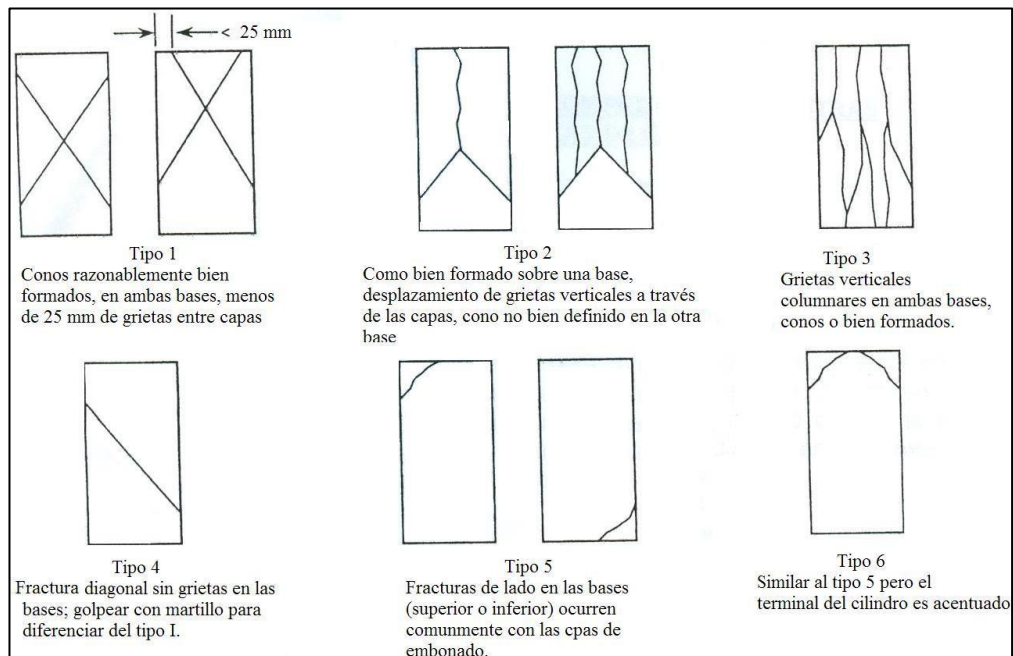 < 25 mm
Tipo 1
Conos razonablemente bien
formados, en ambas bases, menos
de 25 mm de grietas entre capas
Tipo 2
Como bien formado sobre una base,
desplazamiento de grietas verticales a través
de las capas, cono no bien definido en la otra
base
Tipo 3
Grietas verticales
columnares en ambas bases,
conos o bien formados.
Tipo 4
Fractura diagonal sin grietas en las
bases; golpear con martillo para
diferenciar del tipo I.
Tipo 5
Fracturas de lado en las bases
(superior o inferior) ocurren
comunmente con las cpas de
embonado.
Tipo 6
Similar al tipo 5 pero el
terminal del cilindro es acentuado